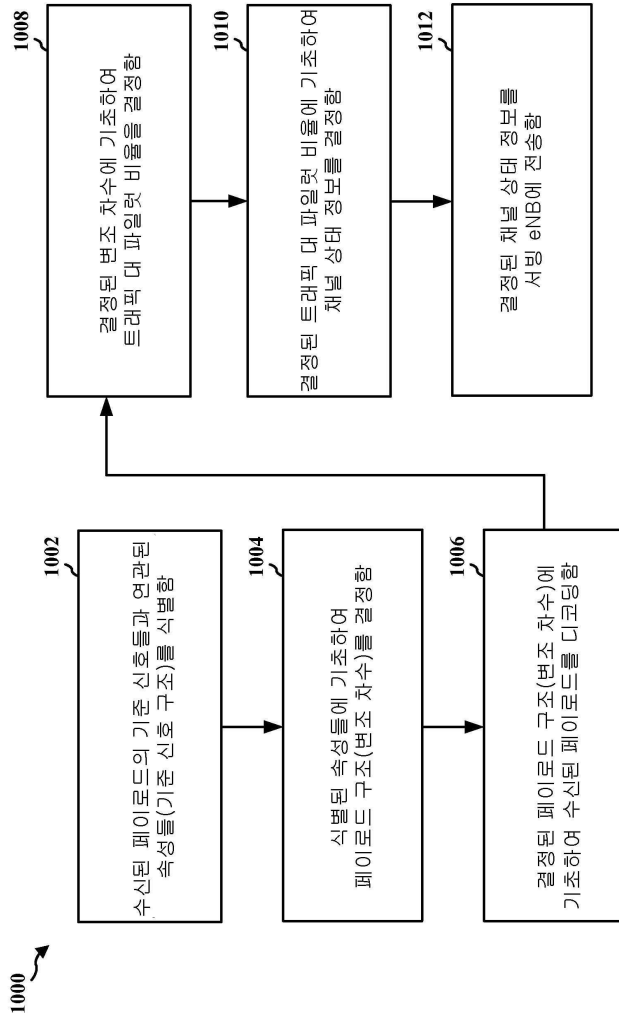 1000
1002
수신된 페이로드의 기준 신호들과 연관된
속성들(기준 신호 구조)를 식별함
1004
식별된 속성들에 기초하여
페이로드 구조(변조 차수)를 결정함
1006
결정된 페이로드 구조(변조 차수)에
기초하여 수신된 페이로드를 디코딩함
1008
결정된 변조 차수에 기초하여
트래픽 대 파일럿 비율을 결정함
1010
결정된 트래픽 대 파일럿 비율에 기초하여
채널 상태 정보를 결정함
1012
결정된 채널 상태 정보를
서빙 eNB에 전송함